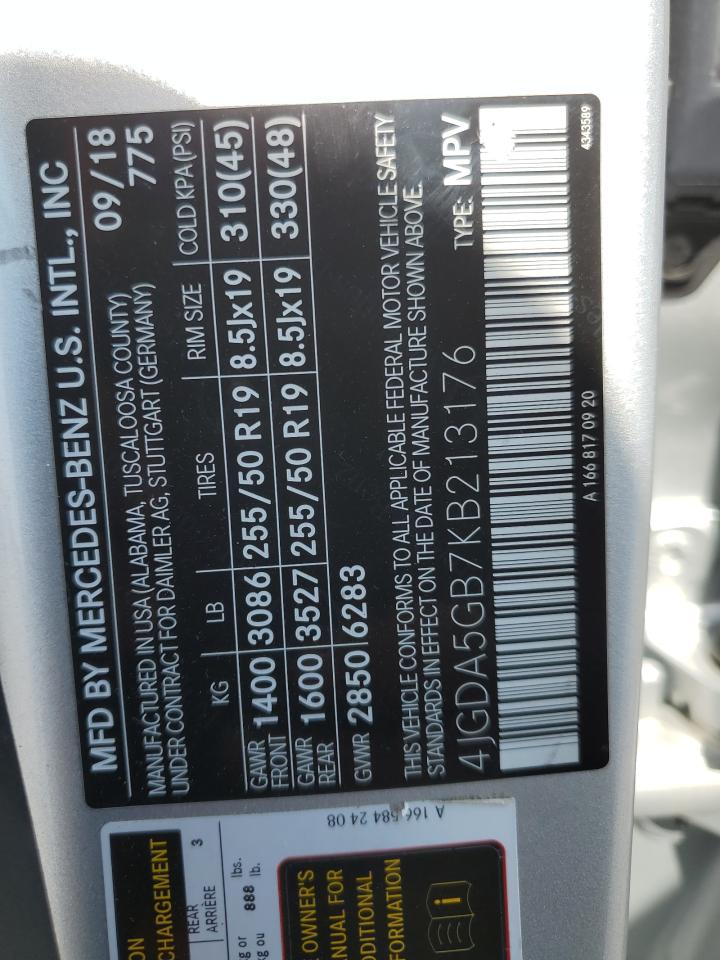 MFD BY MERCEDES-BENZ U.S. INTL., INC
MANUFACTURED IN USA (ALABAMA, TUSCALOOSA COUNTY) 09/18
UNDER CONTRACT FOR DAIMLER AG, STUTTGART (GERMANY) 775
KG LB TIRES RIM SIZE COLD KPA (PSI)
GAWR FRONT 1400 3086 255/50 R19 8.5Jx19 310(45)
GAWR REAR 1600 3527 255/50 R19 8.5Jx19 330(48)
GVWR 2850 6283
THIS VEHICLE CONFORMS TO ALL APPLICABLE FEDERAL MOTOR VEHICLE SAFETY
STANDARDS IN EFFECT ON THE DATE OF MANUFACTURE SHOWN ABOVE.
4JGDA5GB7KB213176 TYPE: MPV
A 166 817 09 20 4343589
A 166 584 24 08
ON
CHARGEMENT
REAR 3
ARRIÈRE
kg or lbs.
kg ou 888 lb.
OWNER'S
ANUAL FOR
DDITIONAL
FORMATION
i